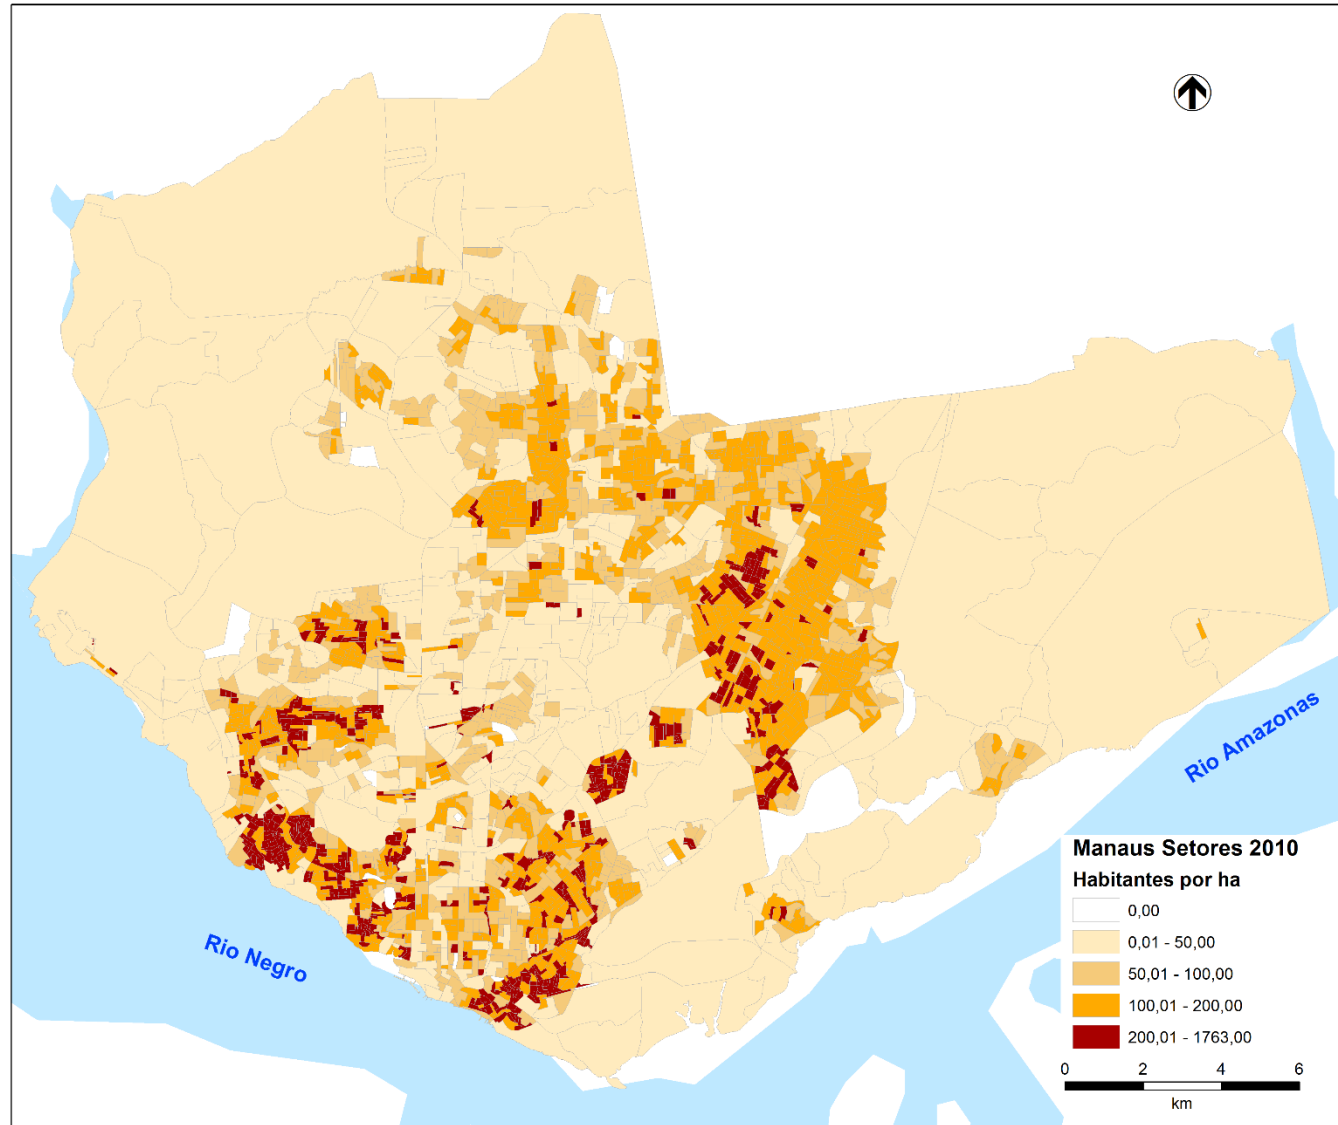 Rio Amazonas
Rio Negro
Manaus Setores 2010
Habitantes por ha
0,00
0,01 - 50,00
50,01 - 100,00
100,01 - 200,00
200,01 - 1763,00
0 2 4 6
km